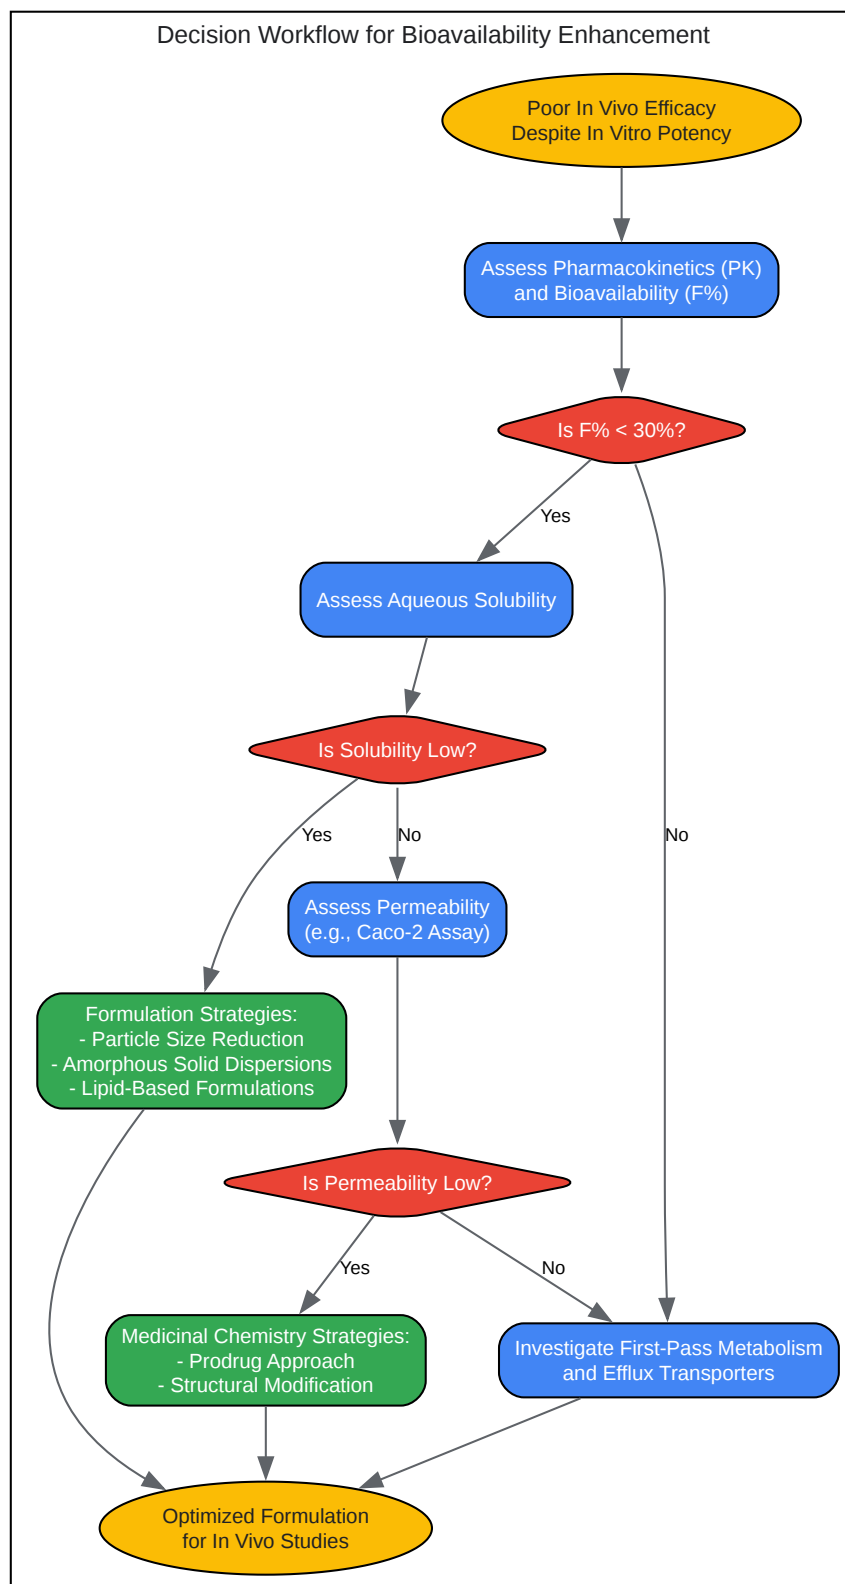 Decision Workflow for Bioavailability Enhancement
Poor In Vivo Efficacy
Despite In Vitro Potency
Assess Pharmacokinetics (PK)
and Bioavailability (F%)
Is F% < 30%?
Yes
Assess Aqueous Solubility
Is Solubility Low?
Yes
No
No
Assess Permeability
(e.g., Caco-2 Assay)
Formulation Strategies:
- Particle Size Reduction
- Amorphous Solid Dispersions
- Lipid-Based Formulations
Is Permeability Low?
Yes
No
Medicinal Chemistry Strategies:
- Prodrug Approach
- Structural Modification
Investigate First-Pass Metabolism
and Efflux Transporters
Optimized Formulation
for In Vivo Studies